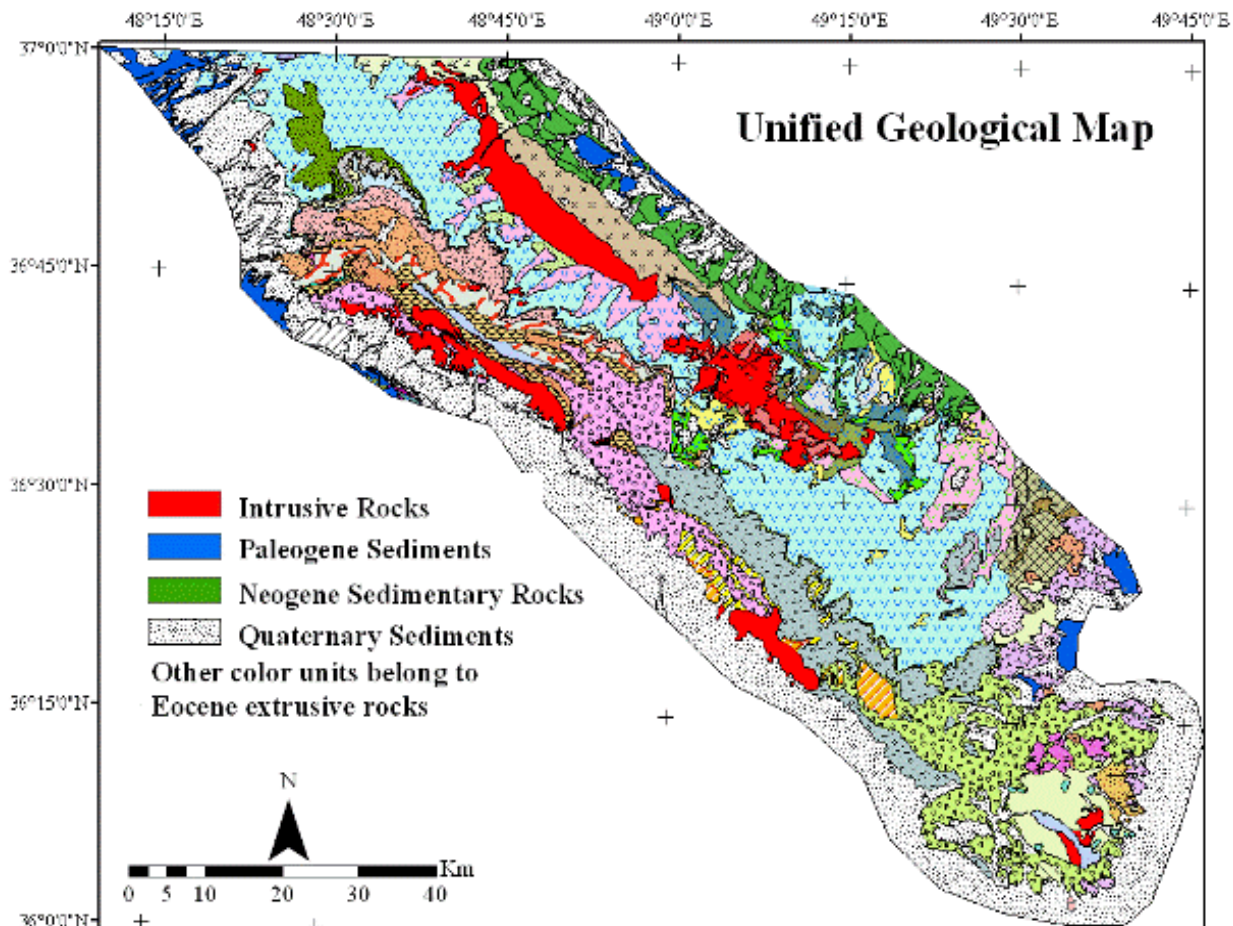 48°15'0"E 48°30'0"E 48°45'0"E 49°0'0"E 49°15'0"E 49°30'0"E 49°45'0"E
37°0'0"N
Unified Geological Map
36°45'0"N
36°30'0"N
Intrusive Rocks
Paleogene Sediments
Neogene Sedimentary Rocks
Quaternary Sediments
Other color units belong to
Eocene extrusive rocks
36°15'0"N
N
Km
0 5 10 20 30 40
36°0'0"N